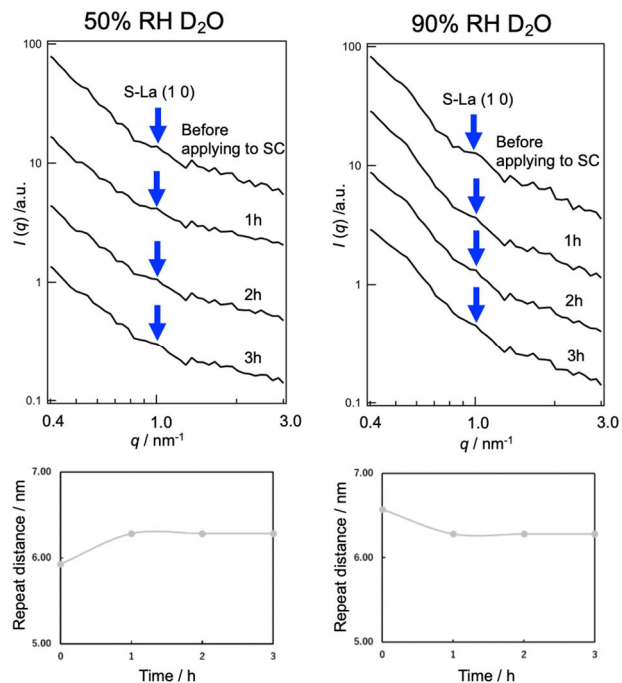 50% RH D₂O
100
10
1
0.1
I (q) /a.u.
S-La (1 0)
Before
applying to SC
1h
2h
3h
0.4
1.0
3.0
q / nm⁻¹
90% RH D₂O
100
10
1
0.1
S-La (1 0)
Before
applying to SC
1h
2h
3h
0.4
1.0
3.0
q / nm⁻¹
7.00
6.00
5.00
Repeat distance / nm
0
1
2
3
Time / h
7.00
6.00
5.00
Repeat distance / nm
0
1
2
3
Time / h